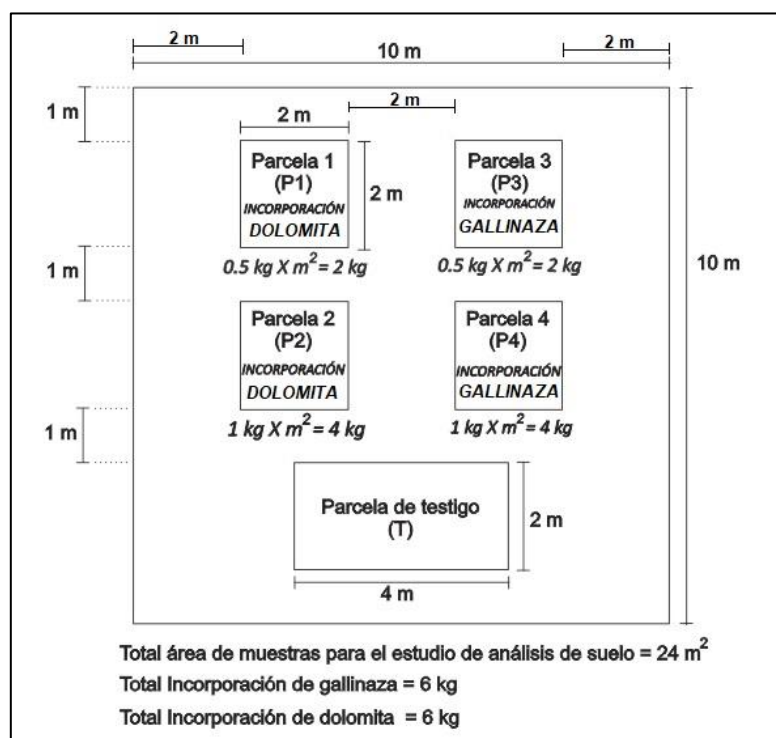 2 m
2 m
10 m
1 m
2 m
2 m
Parcela 1
(P1)
INCORPORACIÓN
DOLOMITA
2 m
Parcela 3
(P3)
INCORPORACIÓN
GALLINAZA
0.5 kg X m² = 2 kg
0.5 kg X m² = 2 kg
10 m
1 m
Parcela 2
(P2)
INCORPORACIÓN
DOLOMITA
Parcela 4
(P4)
INCORPORACIÓN
GALLINAZA
1 kg X m² = 4 kg
1 kg X m² = 4 kg
1 m
Parcela de testigo
(T)
2 m
4 m
Total área de muestras para el estudio de análisis de suelo = 24 m²
Total Incorporación de gallinaza = 6 kg
Total Incorporación de dolomita = 6 kg